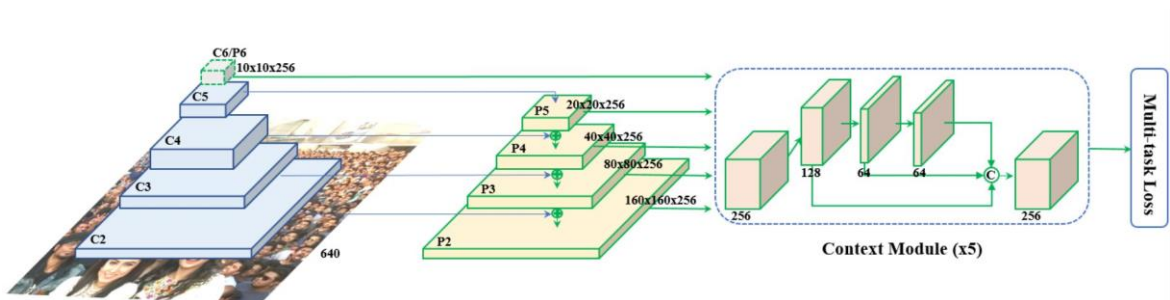 C6/P6
10x10x256
C5
C4
C3
C2
640
P5
20x20x256
P4
40x40x256
P3
80x80x256
P2
160x160x256
256
128
64
64
C
256
Context Module (x5)
Multi-task Loss